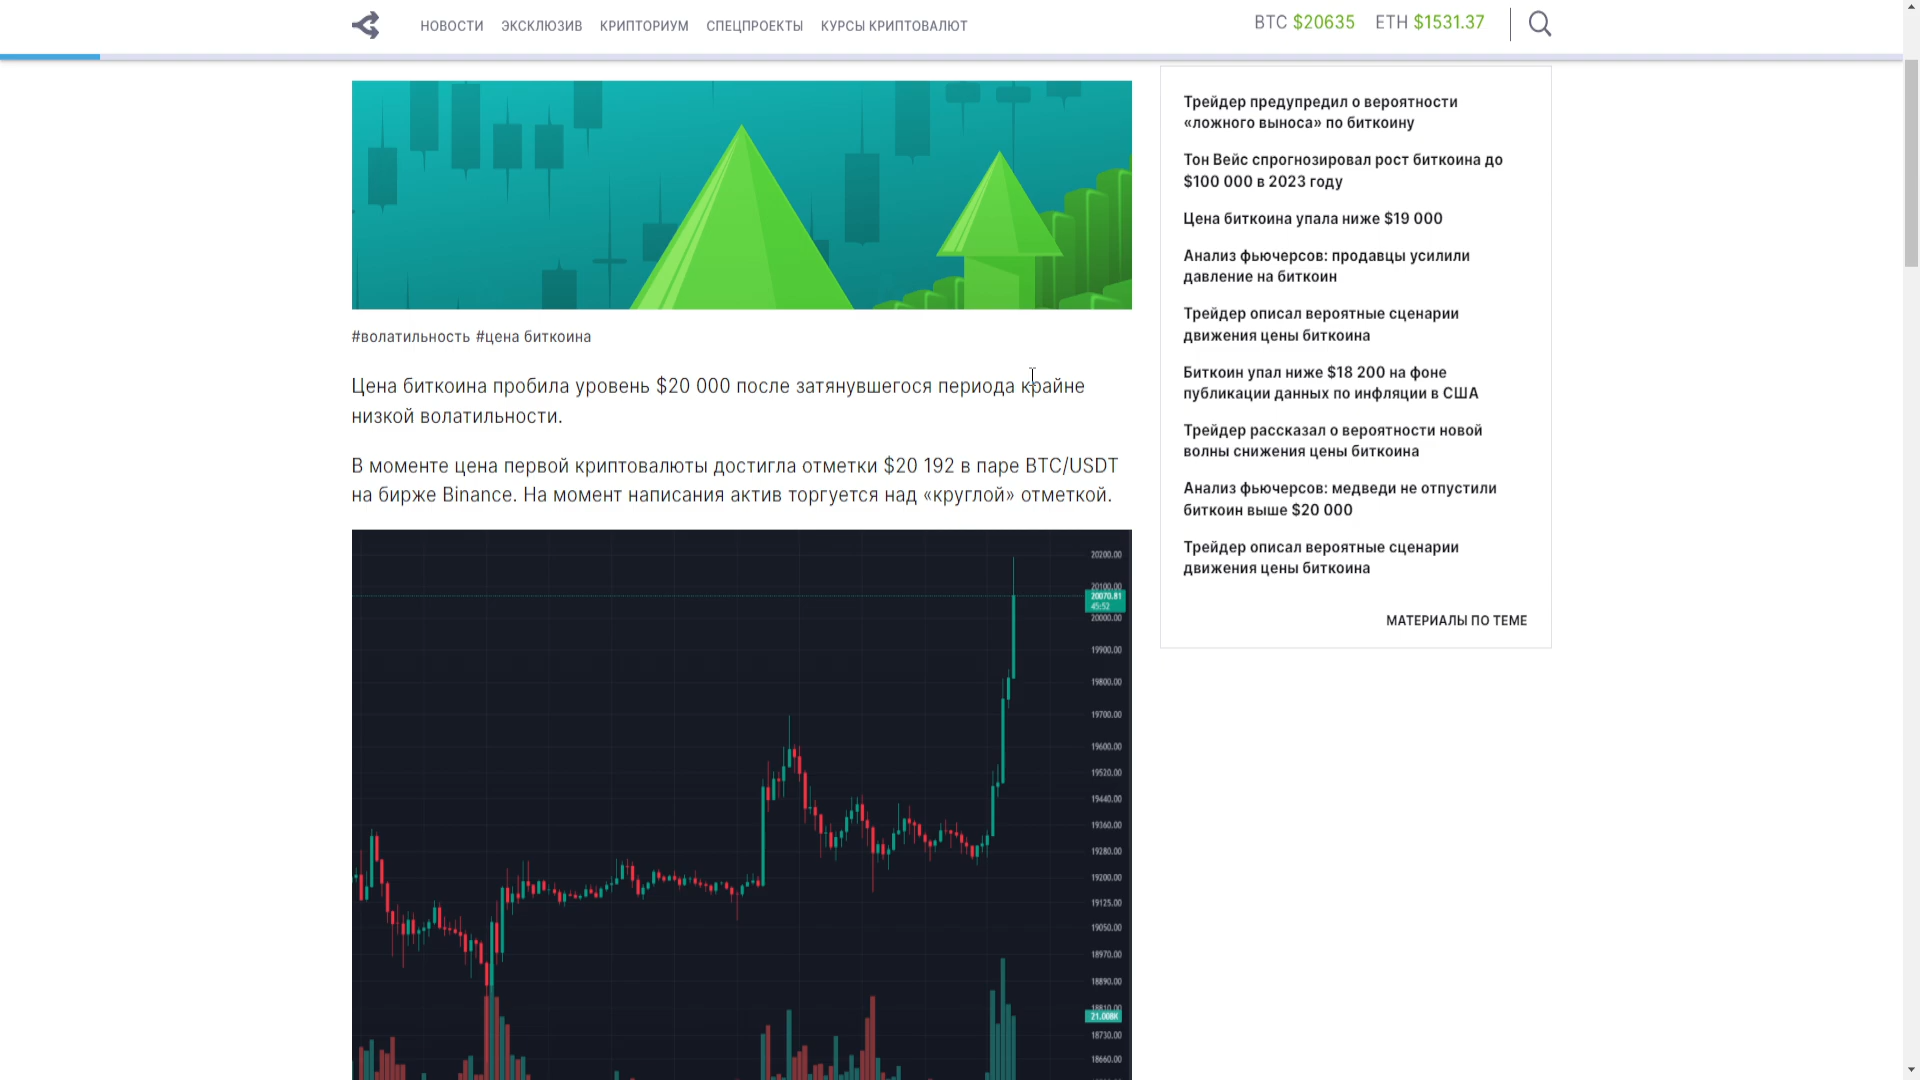 НОВОСТИ ЭКСКЛЮЗИВ КРИПТОРИУМ СПЕЦПРОЕКТЫ КУРСЫ КРИПТОВАЛЮТ
BTC $20635 ETH $1531.37
#волатильность #цена биткоина
Цена биткоина пробила уровень $20 000 после затянувшегося периода крайне
низкой волатильности.
В моменте цена первой криптовалюты достигла отметки $20 192 в паре BTC/USDT
на бирже Binance. На момент написания актив торгуется над «круглой» отметкой.
20200.00
20100.00
20070.81
45:52
20000.00
19900.00
19800.00
19700.00
19600.00
19520.00
19440.00
19360.00
19280.00
19200.00
19125.00
19050.00
18970.00
18890.00
18810.00
21.008K
18730.00
18660.00
Трейдер предупредил о вероятности
«ложного выноса» по биткоину
Тон Вейс спрогнозировал рост биткоина до
$100 000 в 2023 году
Цена биткоина упала ниже $19 000
Анализ фьючерсов: продавцы усилили
давление на биткоин
Трейдер описал вероятные сценарии
движения цены биткоина
Биткоин упал ниже $18 200 на фоне
публикации данных по инфляции в США
Трейдер рассказал о вероятности новой
волны снижения цены биткоина
Анализ фьючерсов: медведи не отпустили
биткоин выше $20 000
Трейдер описал вероятные сценарии
движения цены биткоина
МАТЕРИАЛЫ ПО ТЕМЕ